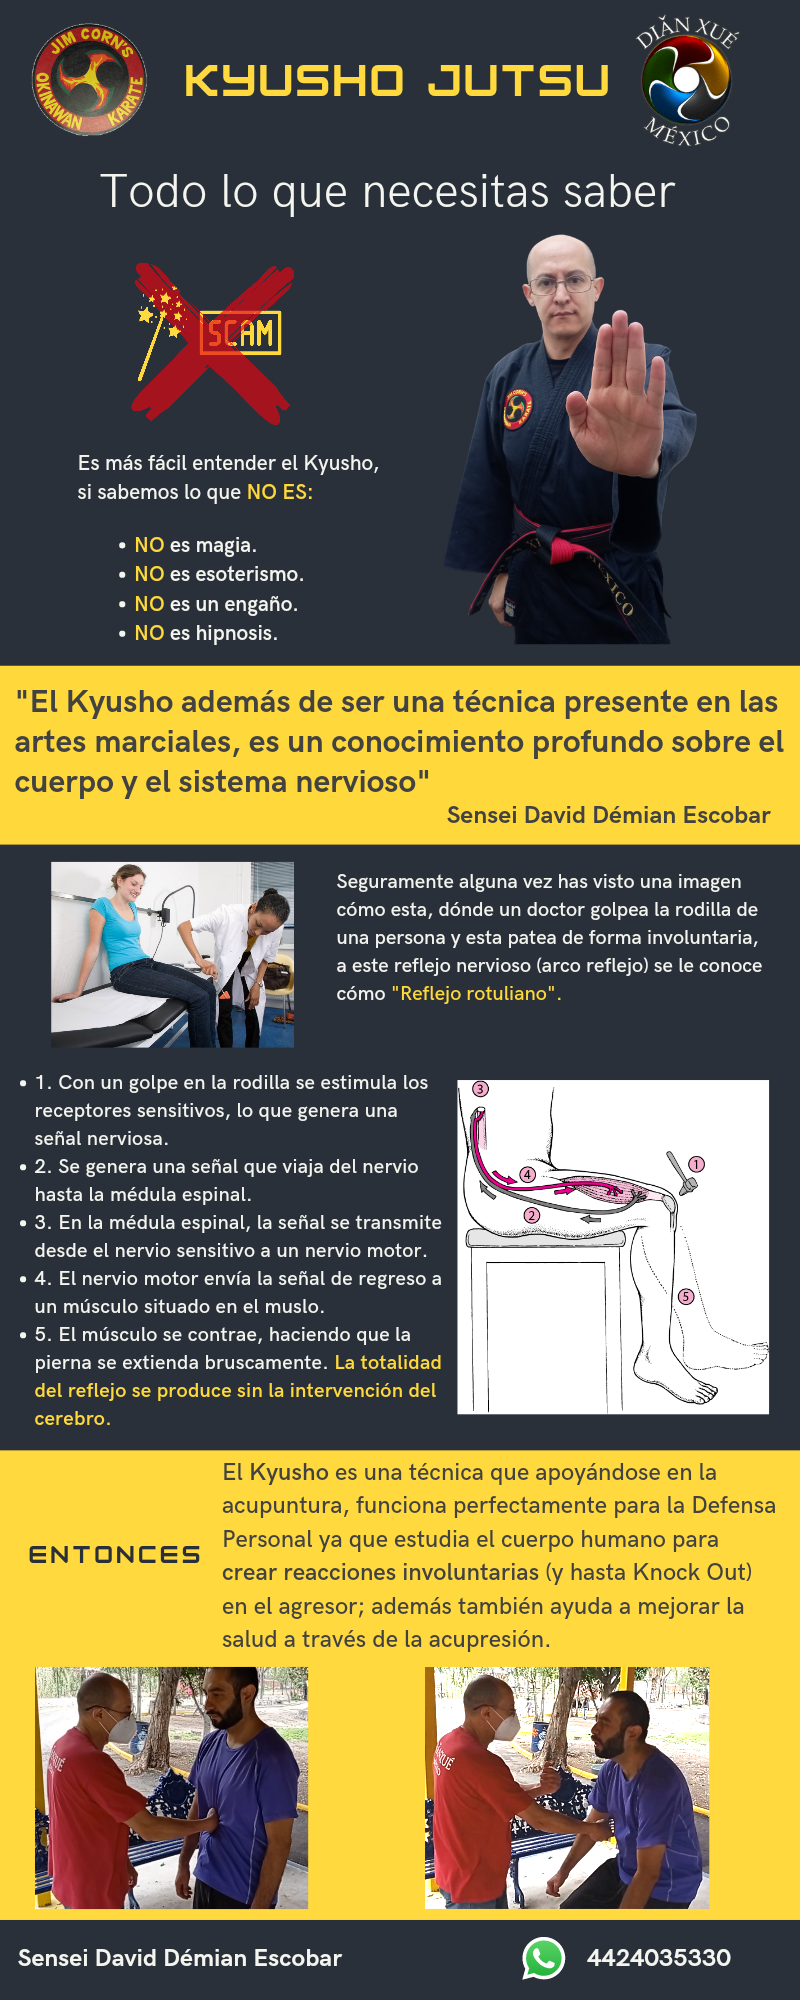 JIM CORN'S
OKINAWAN KARATE
KYUSHO JUTSU
DIǍN XUÉ
MÉXICO
Todo lo que necesitas saber
SCAM
Es más fácil entender el Kyusho,
si sabemos lo que NO ES:
• NO es magia.
• NO es esoterismo.
• NO es un engaño.
• NO es hipnosis.
MÉXICO
"El Kyusho además de ser una técnica presente en las
artes marciales, es un conocimiento profundo sobre el
cuerpo y el sistema nervioso"
Sensei David Démian Escobar
Seguramente alguna vez has visto una imagen
cómo esta, dónde un doctor golpea la rodilla de
una persona y esta patea de forma involuntaria,
a este reflejo nervioso (arco reflejo) se le conoce
cómo "Reflejo rotuliano".
• 1. Con un golpe en la rodilla se estimula los
receptores sensitivos, lo que genera una
señal nerviosa.
• 2. Se genera una señal que viaja del nervio
hasta la médula espinal.
• 3. En la médula espinal, la señal se transmite
desde el nervio sensitivo a un nervio motor.
• 4. El nervio motor envía la señal de regreso a
un músculo situado en el muslo.
• 5. El músculo se contrae, haciendo que la
pierna se extienda bruscamente. La totalidad
del reflejo se produce sin la intervención del
cerebro.
3
1
4
2
5
ENTONCES
El Kyusho es una técnica que apoyándose en la
acupuntura, funciona perfectamente para la Defensa
Personal ya que estudia el cuerpo humano para
crear reacciones involuntarias (y hasta Knock Out)
en el agresor; además también ayuda a mejorar la
salud a través de la acupresión.
Sensei David Démian Escobar
4424035330